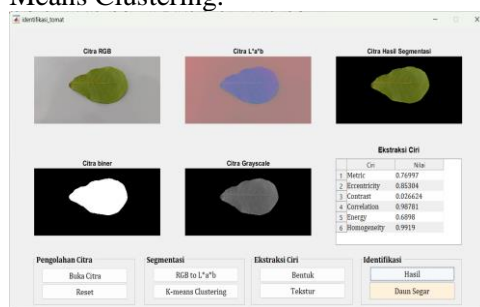 Means Clustering.
identifikasi_tomat
Citra RGB
Citra L*a*b
Citra Hasil Segmentasi
Citra biner
Citra Grayscale
Ekstraksi Ciri
Ciri Nilai
1 Metric 0.76997
2 Eccentricity 0.85304
3 Contrast 0.026624
4 Correlation 0.98781
5 Energy 0.6898
6 Homogeneity 0.9919
Pengolahan Citra
Buka Citra
Reset
Segmentasi
RGB to L*a*b
K-means Clustering
Ekstraksi Ciri
Bentuk
Tekstur
Identifikasi
Hasil
Daun Segar